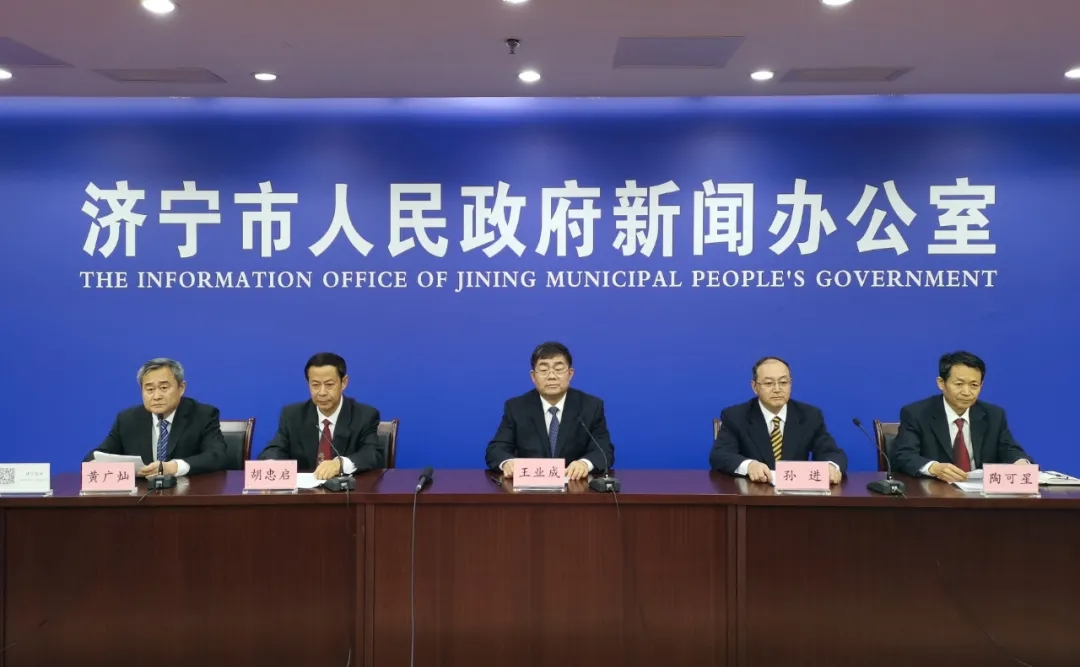 济宁市人民政府新闻办公室
THE INFORMATION OFFICE OF JINING MUNICIPAL PEOPLE'S GOVERNMENT
黄广灿
胡忠启
王业成
孙 进
陶可星